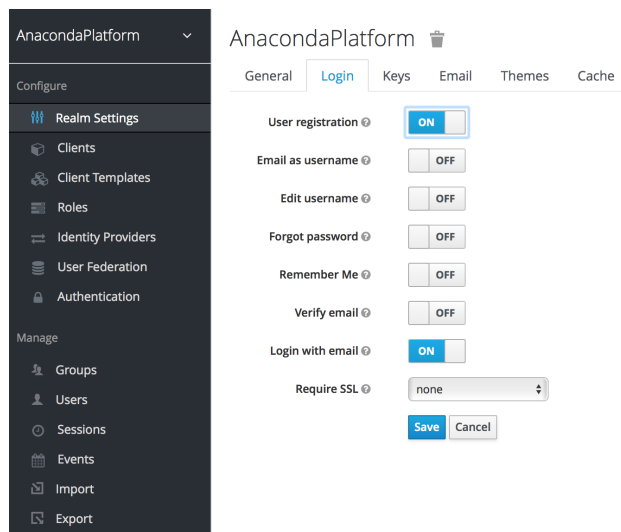 AnacondaPlatform
Configure
Realm Settings
Clients
Client Templates
Roles
Identity Providers
User Federation
Authentication
Manage
Groups
Users
Sessions
Events
Import
Export
AnacondaPlatform
General Login Keys Email Themes Cache
User registration ON
Email as username OFF
Edit username OFF
Forgot password OFF
Remember Me OFF
Verify email OFF
Login with email ON
Require SSL none
Save Cancel